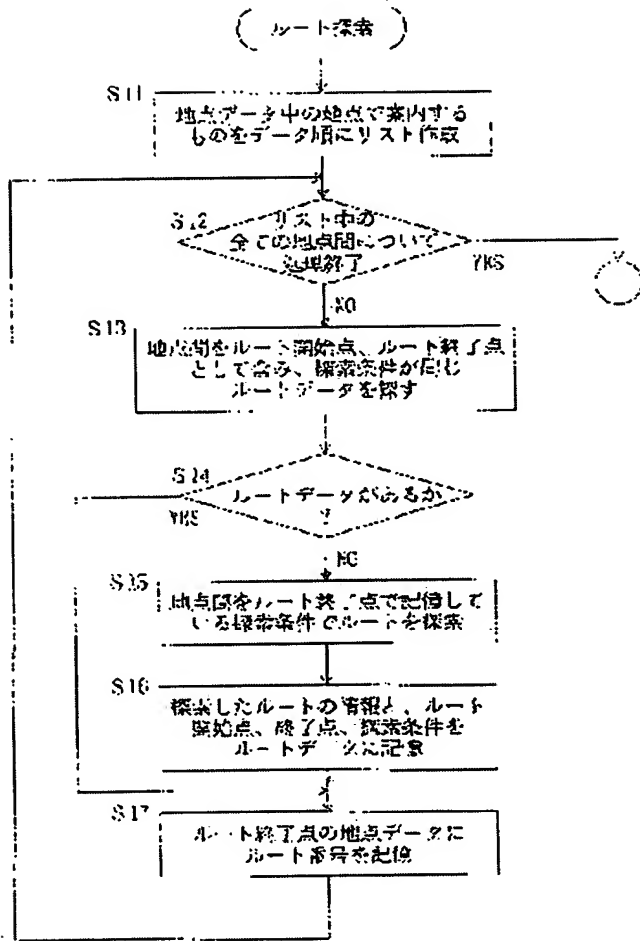 ルート探索
S11
地点データ中の地点で案内する
ものをデータ順にリスト作成
S12
リスト中の
全ての地点間について
処理終了
YES
NO
S13
地点間をルート開始点、ルート終了点
として含み、探索条件が同じ
ルートデータを探す
S14
ルートデータがあるか
?
YES
NO
S15
地点間をルート終了点で記憶して
いる探索条件でルートを探索
S16
探索したルートの情報と、ルート
開始点、終了点、探索条件を
ルートデータに記憶
S17
ルート終了点の地点データに
ルート番号を記憶